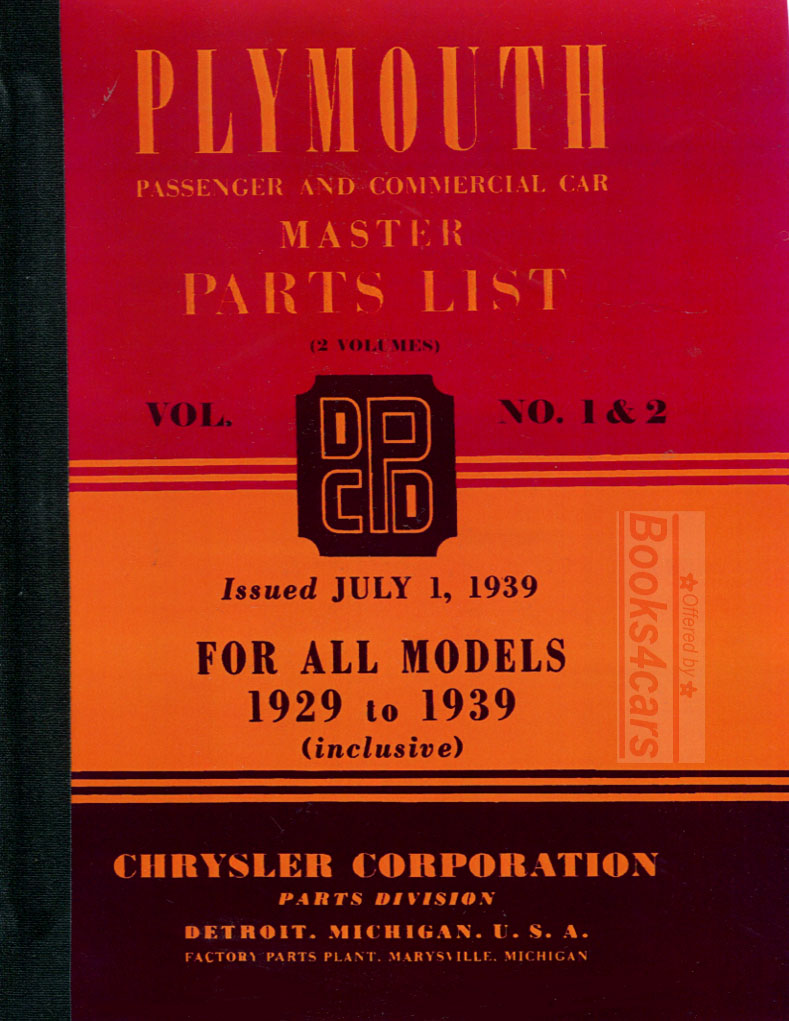 PLYMOUTH
PASSENGER AND COMMERCIAL CAR
MASTER
PARTS LIST
(2 VOLUMES)
VOL. NO. 1 & 2
DPCD
Issued JULY 1, 1939
FOR ALL MODELS
1929 to 1939
(inclusive)
CHRYSLER CORPORATION
PARTS DIVISION
DETROIT. MICHIGAN. U. S. A.
FACTORY PARTS PLANT. MARYSVILLE. MICHIGAN
★Offered by★
Books4cars